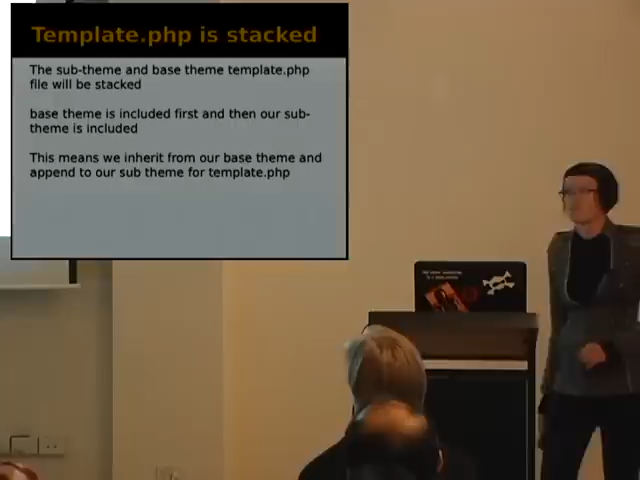 Template.php is stacked
The sub-theme and base theme template.php
file will be stacked
base theme is included first and then our sub-
theme is included
This means we inherit from our base theme and
append to our sub theme for template.php